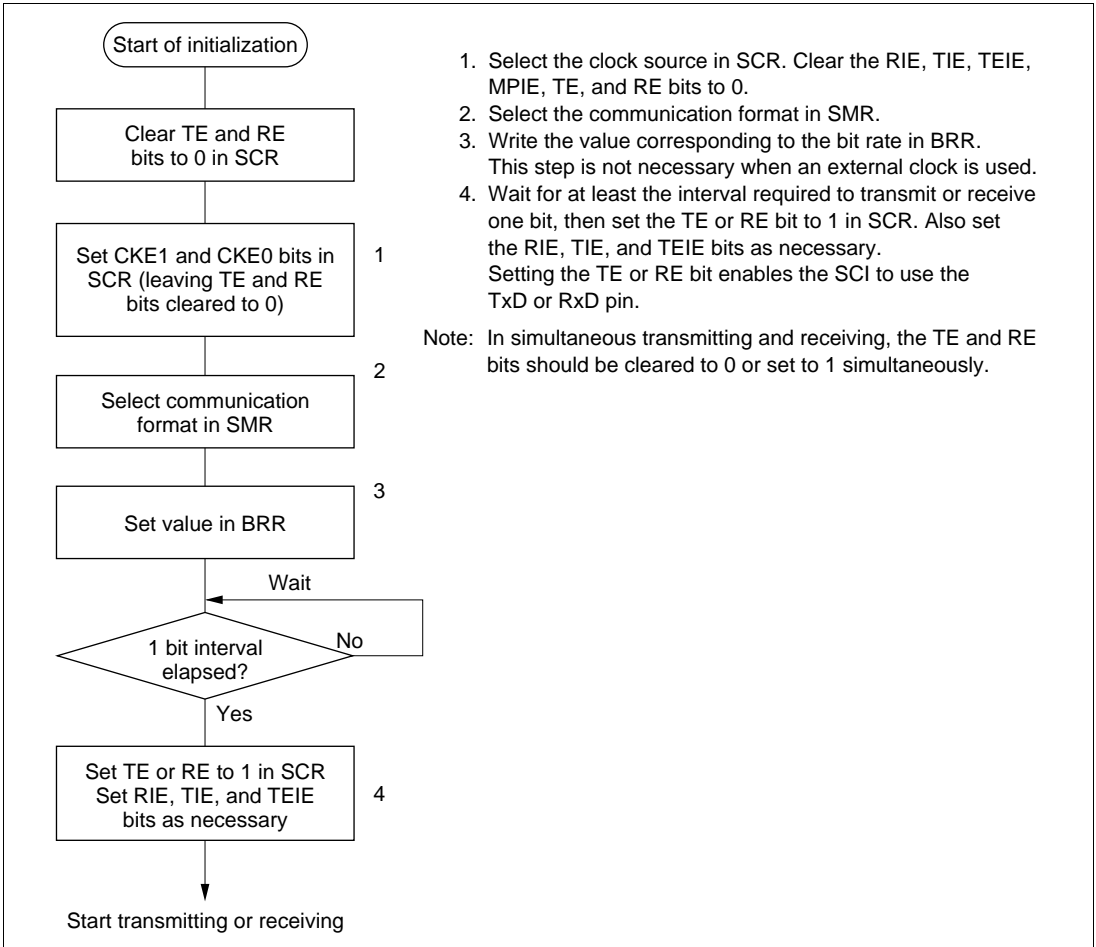 Start of initialization
Clear TE and RE
bits to 0 in SCR
Set CKE1 and CKE0 bits in
SCR (leaving TE and RE
bits cleared to 0)
1
2
Select communication
format in SMR
3
Set value in BRR
Wait
1 bit interval
elapsed?
No
Yes
Set TE or RE to 1 in SCR
Set RIE, TIE, and TEIE
bits as necessary
4
Start transmitting or receiving
1. Select the clock source in SCR. Clear the RIE, TIE, TEIE,
MPIE, TE, and RE bits to 0.
2. Select the communication format in SMR.
3. Write the value corresponding to the bit rate in BRR.
This step is not necessary when an external clock is used.
4. Wait for at least the interval required to transmit or receive
one bit, then set the TE or RE bit to 1 in SCR. Also set
the RIE, TIE, and TEIE bits as necessary.
Setting the TE or RE bit enables the SCI to use the
TxD or RxD pin.
Note: In simultaneous transmitting and receiving, the TE and RE
bits should be cleared to 0 or set to 1 simultaneously.